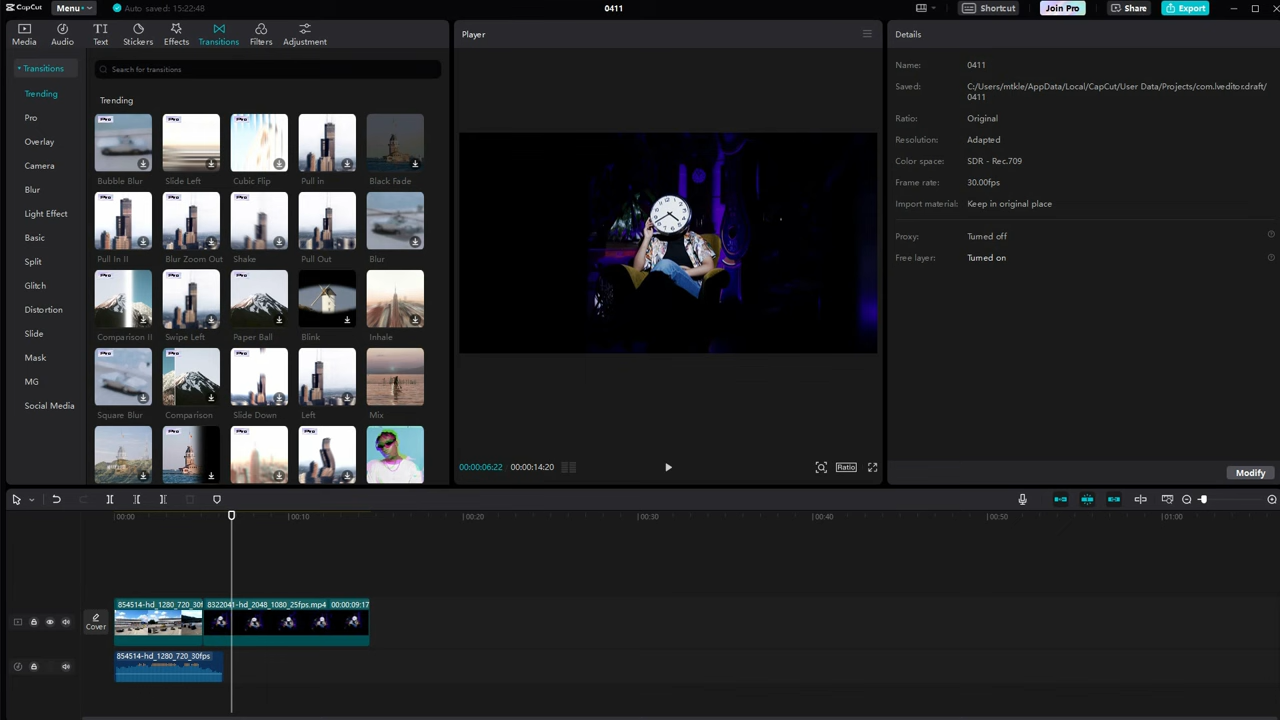 CapCut
Menu
Auto saved: 15:22:48
0411
Shortcut
Join Pro
Share
Export
Media
Audio
Text
Stickers
Effects
Transitions
Filters
Adjustment
Transitions
Trending
Pro
Overlay
Camera
Blur
Light Effect
Basic
Split
Glitch
Distortion
Slide
Mask
MG
Social Media
Search for transitions
Trending
Bubble Blur
Slide Left
Cubic Flip
Pull in
Black Fade
Pull In II
Blur Zoom Out
Shake
Pull Out
Blur
Comparison II
Swipe Left
Paper Ball
Blink
Inhale
Square Blur
Comparison
Slide Down
Left
Mix
Player
00:00:06:22
00:00:14:20
Ratio
Details
Name: 0411
Saved: C:/Users/mtkle/AppData/Local/CapCut/User Data/Projects/com.lveditor.draft/
0411
Ratio: Original
Resolution: Adapted
Color space: SDR - Rec.709
Frame rate: 30.00fps
Import material: Keep in original place
Proxy: Turned off
Free layer: Turned on
Modify
00:00
00:10
00:20
00:30
00:40
00:50
01:00
Cover
854514-hd_1280_720_30f
8322041-hd_2048_1080_25fps.mp4 00:00:09:17
854514-hd_1280_720_30fps